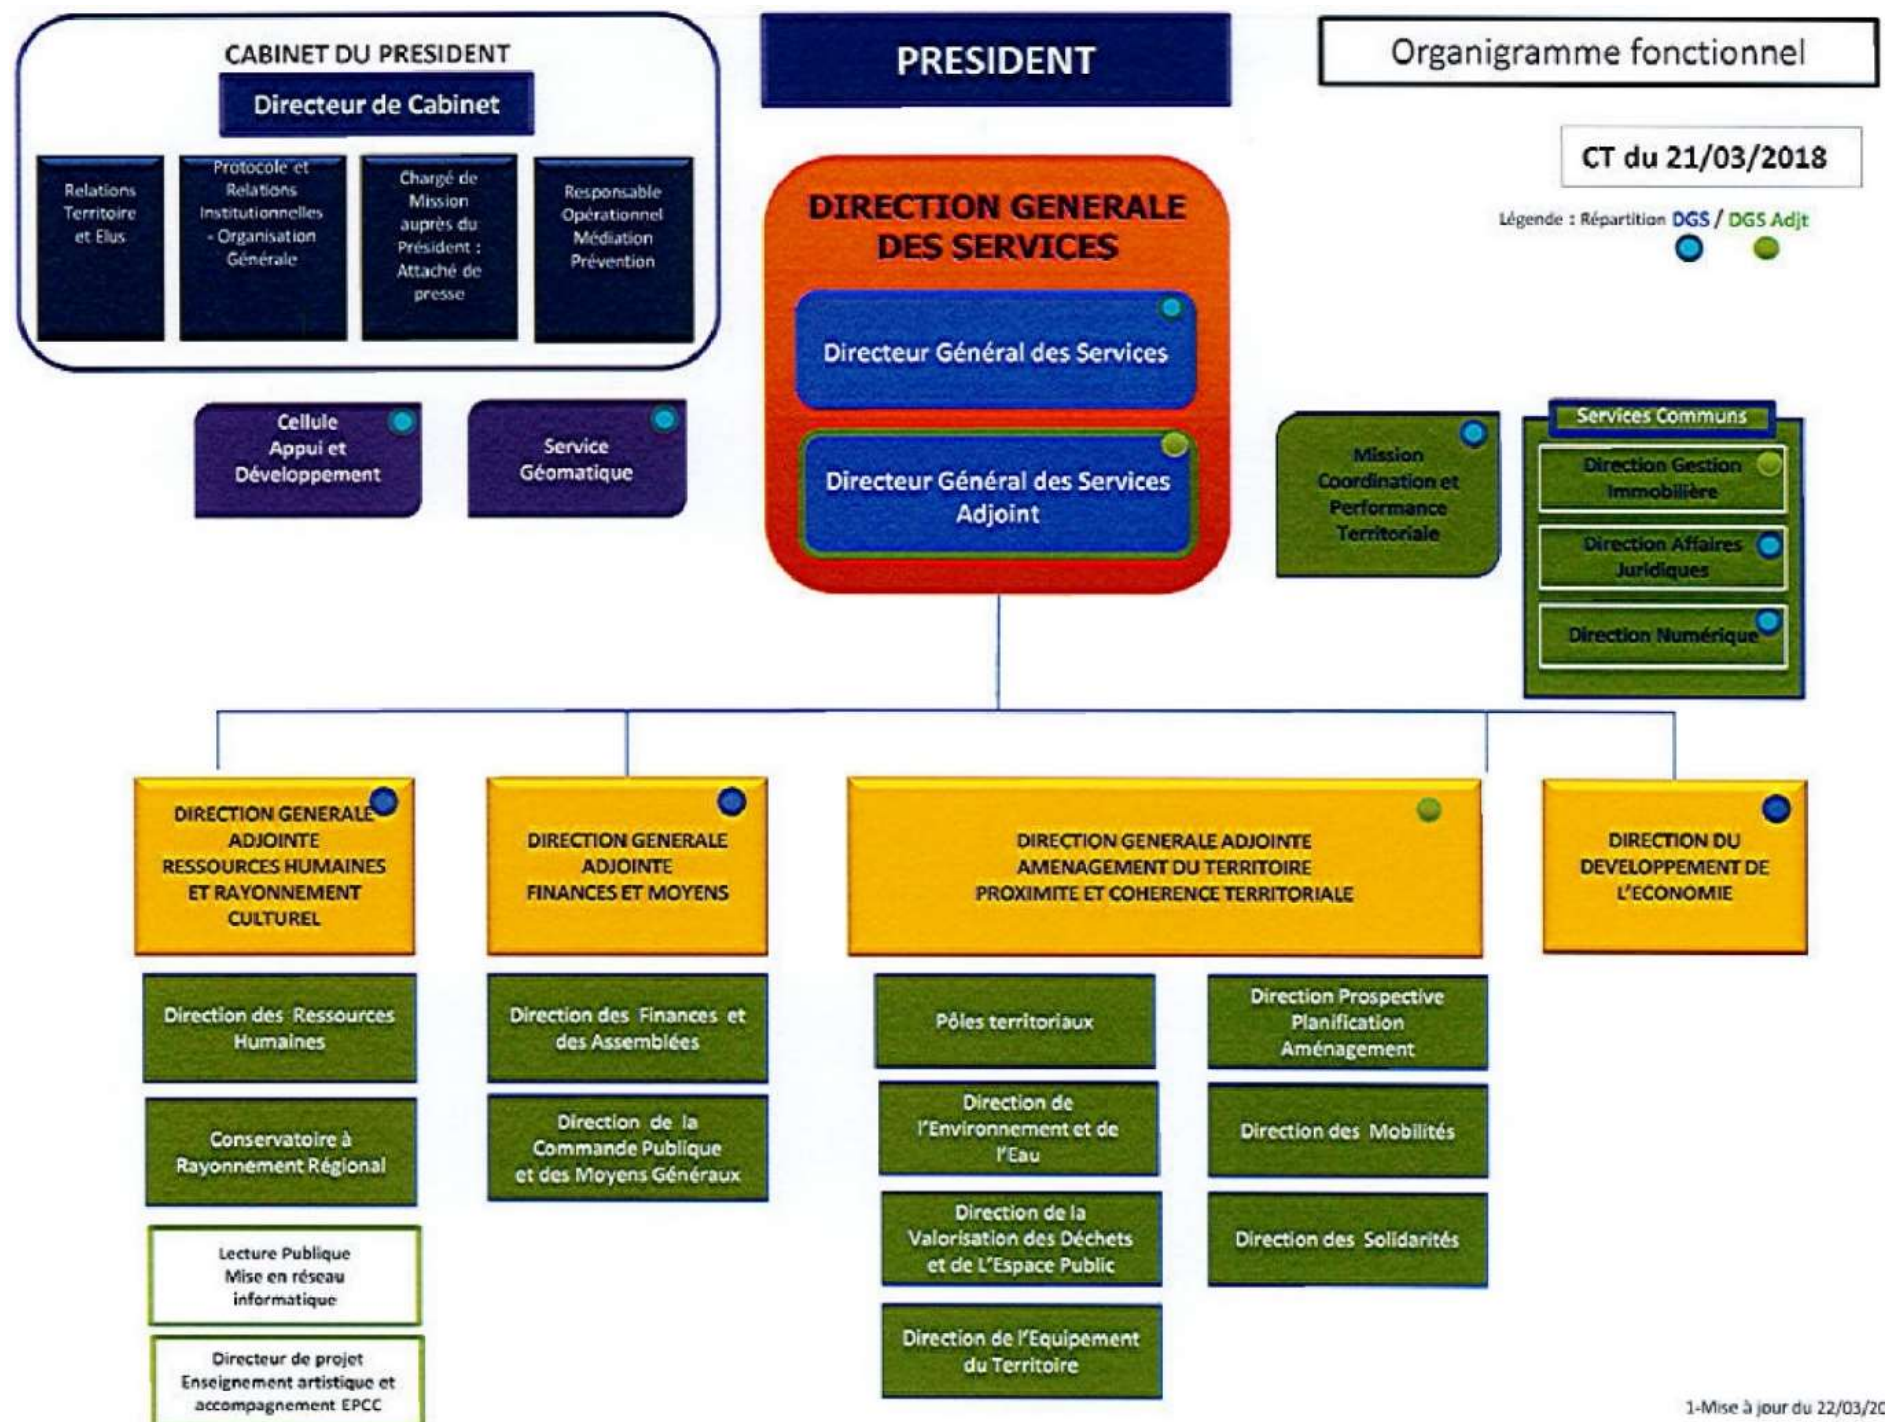 CABINET DU PRESIDENT
Directeur de Cabinet
Relations
Territoire
et Elus
Protocole et
Relations
Institutionnelles
- Organisation
Générale
Chargé de
Mission
auprès du
Président :
Attaché de
presse
Responsable
Opérationnel
Médiation
Prévention
PRESIDENT
Organigramme fonctionnel
CT du 21/03/2018
Légende : Répartition DGS / DGS Adjt
DIRECTION GENERALE
DES SERVICES
Directeur Général des Services
Directeur Général des Services
Adjoint
Cellule
Appui et
Développement
Service
Géomatique
Mission
Coordination et
Performance
Territoriale
Services Communs
Direction Gestion
Immobilière
Direction Affaires
Juridiques
Direction Numérique
DIRECTION GENERALE
ADJOINTE
RESSOURCES HUMAINES
ET RAYONNEMENT
CULTUREL
Direction des Ressources
Humaines
Conservatoire à
Rayonnement Régional
Lecture Publique
Mise en réseau
informatique
Directeur de projet
Enseignement artistique et
accompagnement EPCC
DIRECTION GENERALE
ADJOINTE
FINANCES ET MOYENS
Direction des Finances et
des Assemblées
Direction de la
Commande Publique
et des Moyens Généraux
DIRECTION GENERALE ADJOINTE
AMENAGEMENT DU TERRITOIRE
PROXIMITE ET COHERENCE TERRITORIALE
Pôles territoriaux
Direction de
l'Environnement et de
l'Eau
Direction de la
Valorisation des Déchets
et de L'Espace Public
Direction de l'Equipement
du Territoire
Direction Prospective
Planification
Aménagement
Direction des Mobilités
Direction des Solidarités
DIRECTION DU
DEVELOPPEMENT DE
L'ECONOMIE
1-Mise à jour du 22/03/20